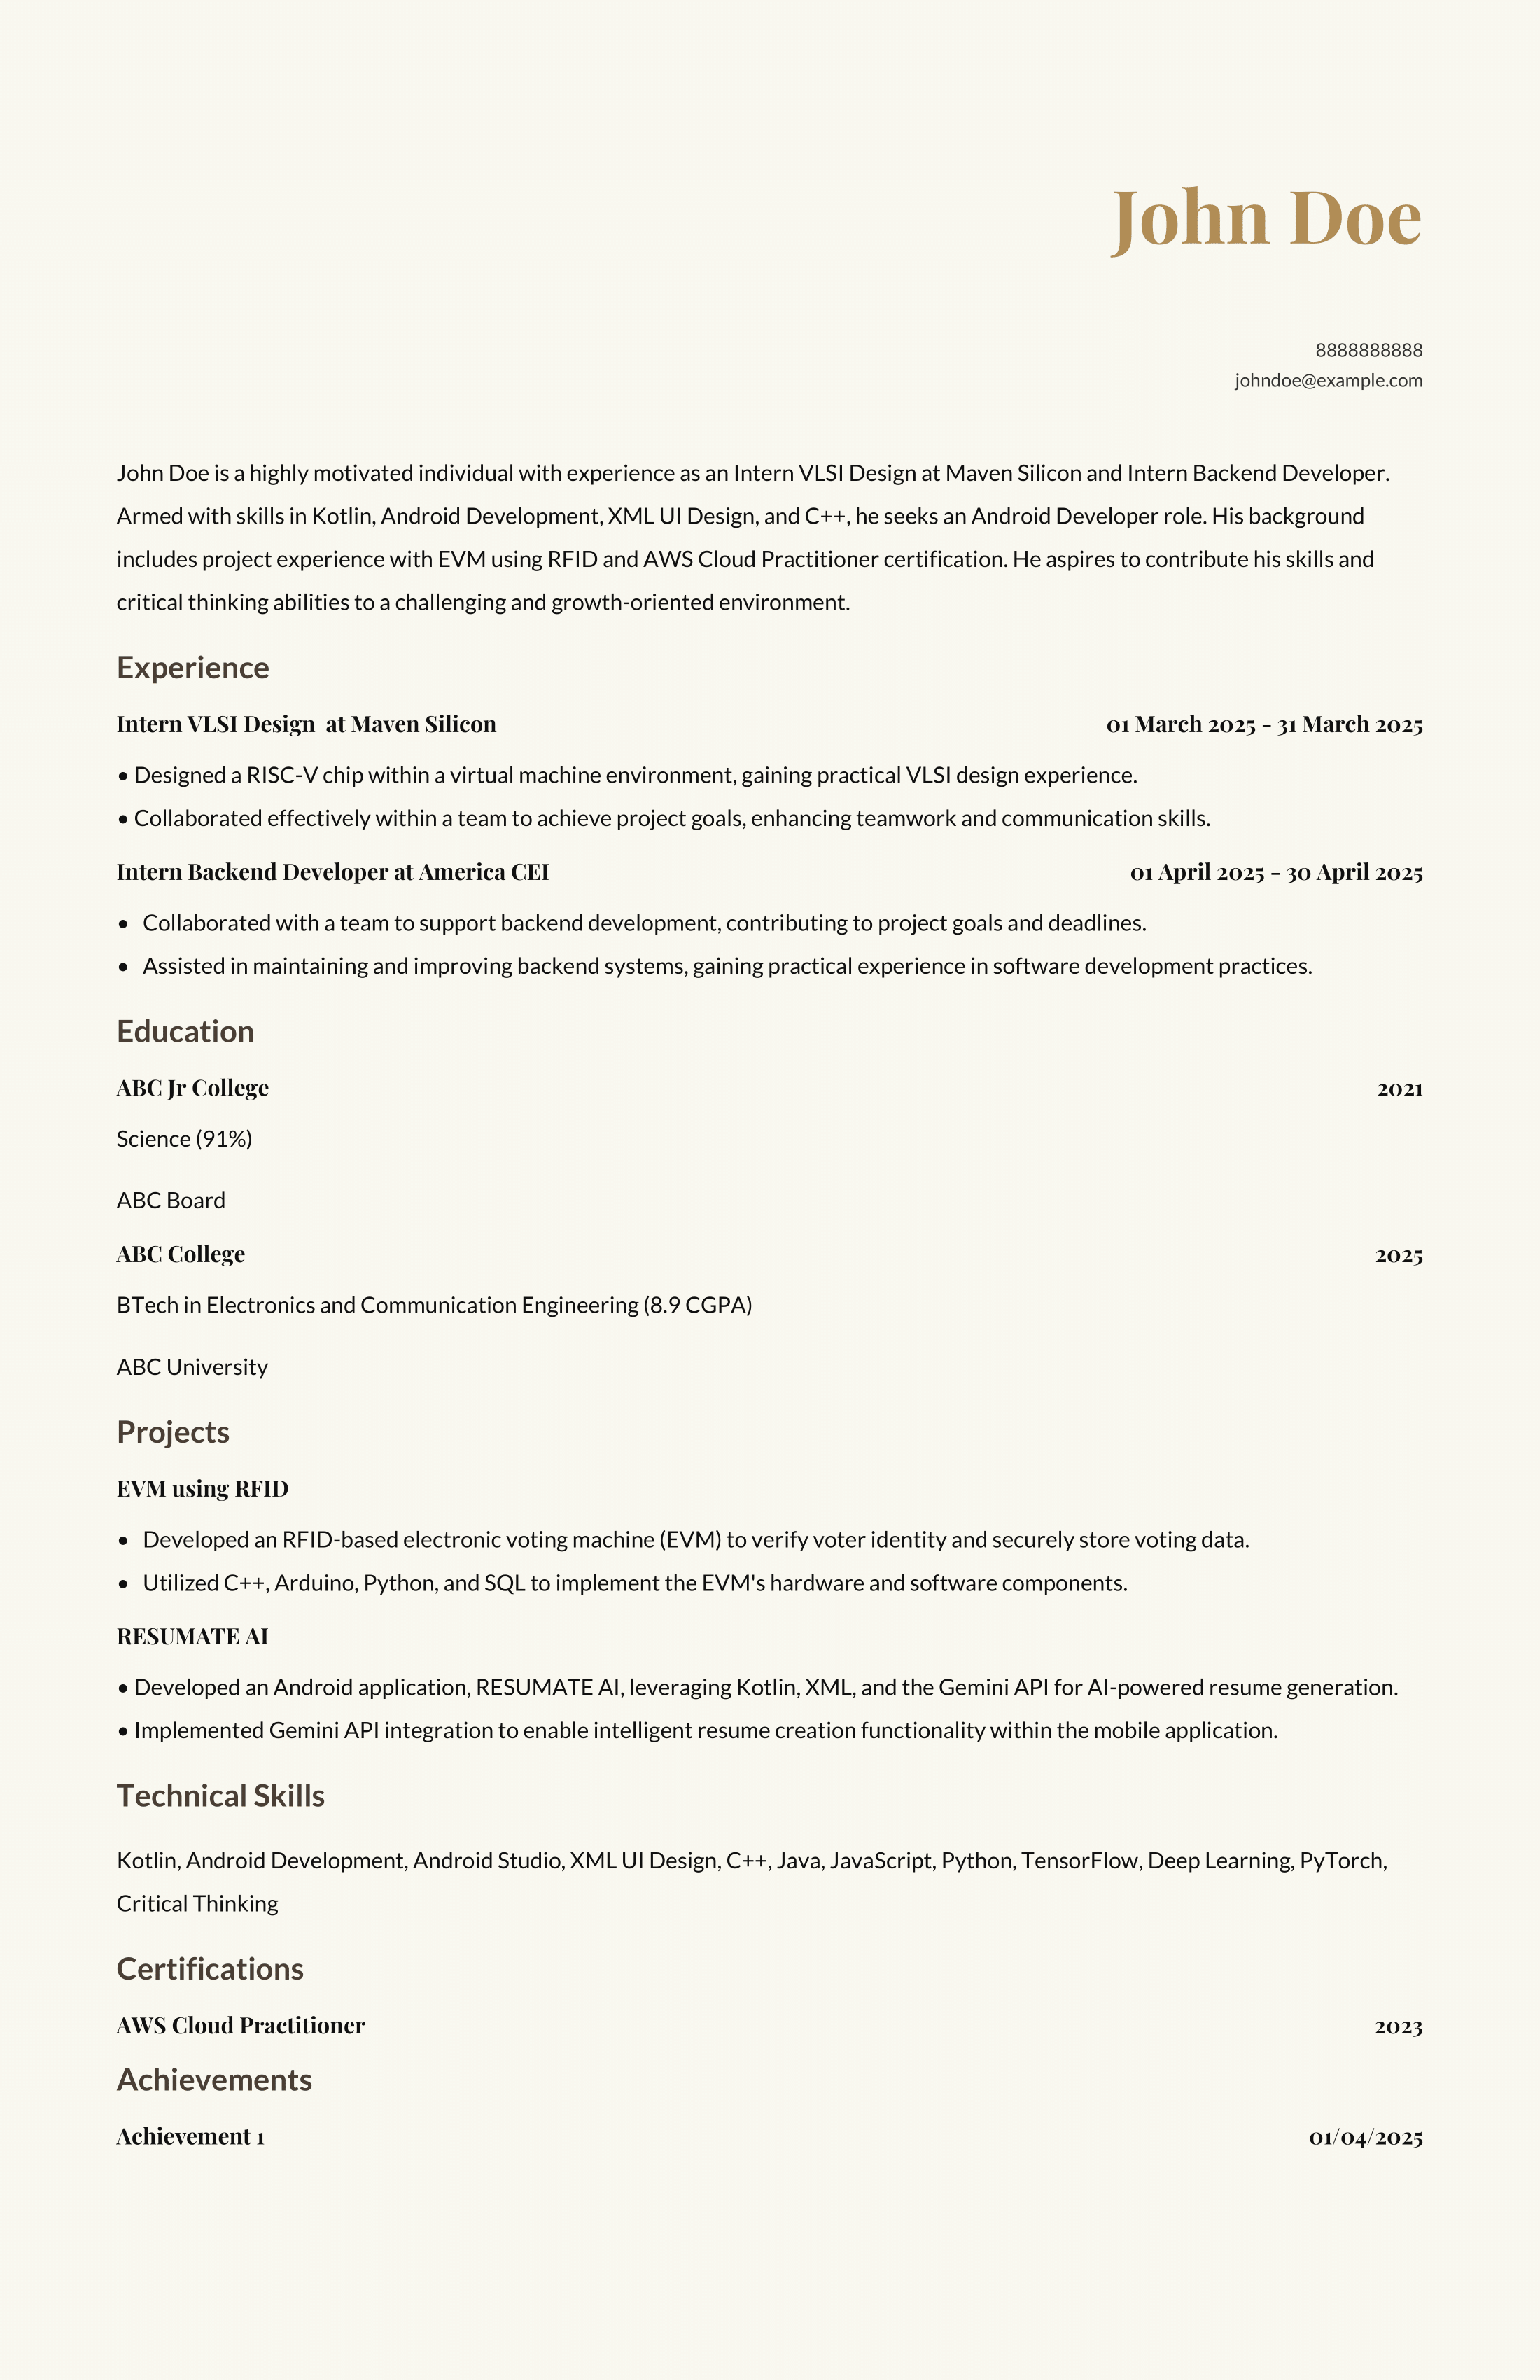 John Doe
8888888888
johndoe@example.com
John Doe is a highly motivated individual with experience as an Intern VLSI Design at Maven Silicon and Intern Backend Developer.
Armed with skills in Kotlin, Android Development, XML UI Design, and C++, he seeks an Android Developer role. His background
includes project experience with EVM using RFID and AWS Cloud Practitioner certification. He aspires to contribute his skills and
critical thinking abilities to a challenging and growth-oriented environment.
Experience
Intern VLSI Design  at Maven Silicon 01 March 2025 - 31 March 2025
• Designed a RISC-V chip within a virtual machine environment, gaining practical VLSI design experience.
• Collaborated effectively within a team to achieve project goals, enhancing teamwork and communication skills.
Intern Backend Developer at America CEI 01 April 2025 - 30 April 2025
• Collaborated with a team to support backend development, contributing to project goals and deadlines.
• Assisted in maintaining and improving backend systems, gaining practical experience in software development practices.
Education
ABC Jr College 2021
Science (91%)
ABC Board
ABC College 2025
BTech in Electronics and Communication Engineering (8.9 CGPA)
ABC University
Projects
EVM using RFID
• Developed an RFID-based electronic voting machine (EVM) to verify voter identity and securely store voting data.
• Utilized C++, Arduino, Python, and SQL to implement the EVM's hardware and software components.
RESUMATE AI
• Developed an Android application, RESUMATE AI, leveraging Kotlin, XML, and the Gemini API for AI-powered resume generation.
• Implemented Gemini API integration to enable intelligent resume creation functionality within the mobile application.
Technical Skills
Kotlin, Android Development, Android Studio, XML UI Design, C++, Java, JavaScript, Python, TensorFlow, Deep Learning, PyTorch,
Critical Thinking
Certifications
AWS Cloud Practitioner 2023
Achievements
Achievement 1 01/04/2025